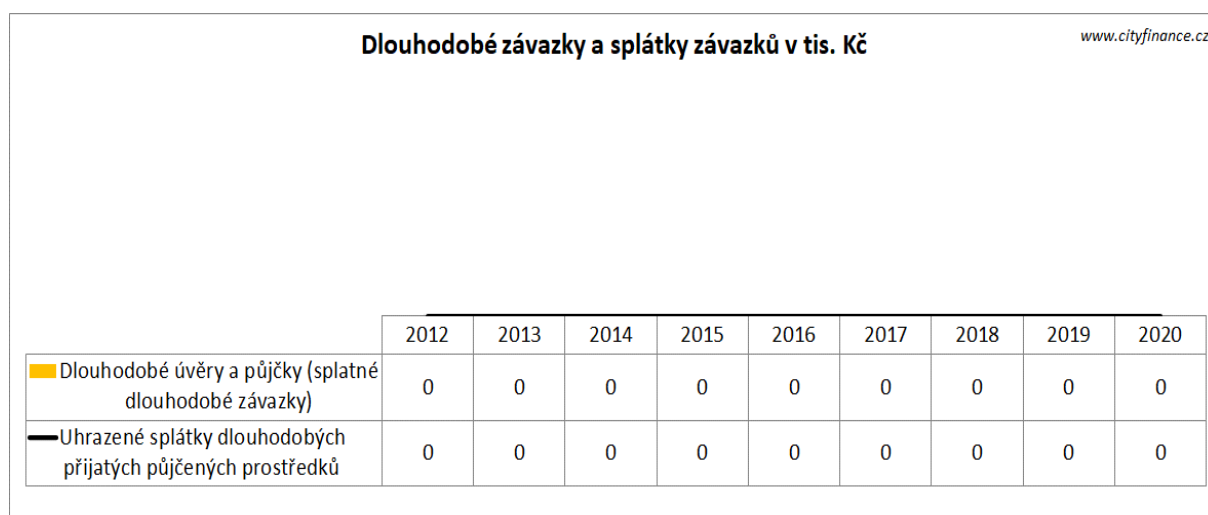 Dlouhodobé závazky a splátky závazků v tis. Kč
www.cityfinance.cz
2012 2013 2014 2015 2016 2017 2018 2019 2020
Dlouhodobé úvěry a půjčky (splatné
dlouhodobé závazky)
0 0 0 0 0 0 0 0 0
Uhrazené splátky dlouhodobých
přijatých půjčených prostředků
0 0 0 0 0 0 0 0 0